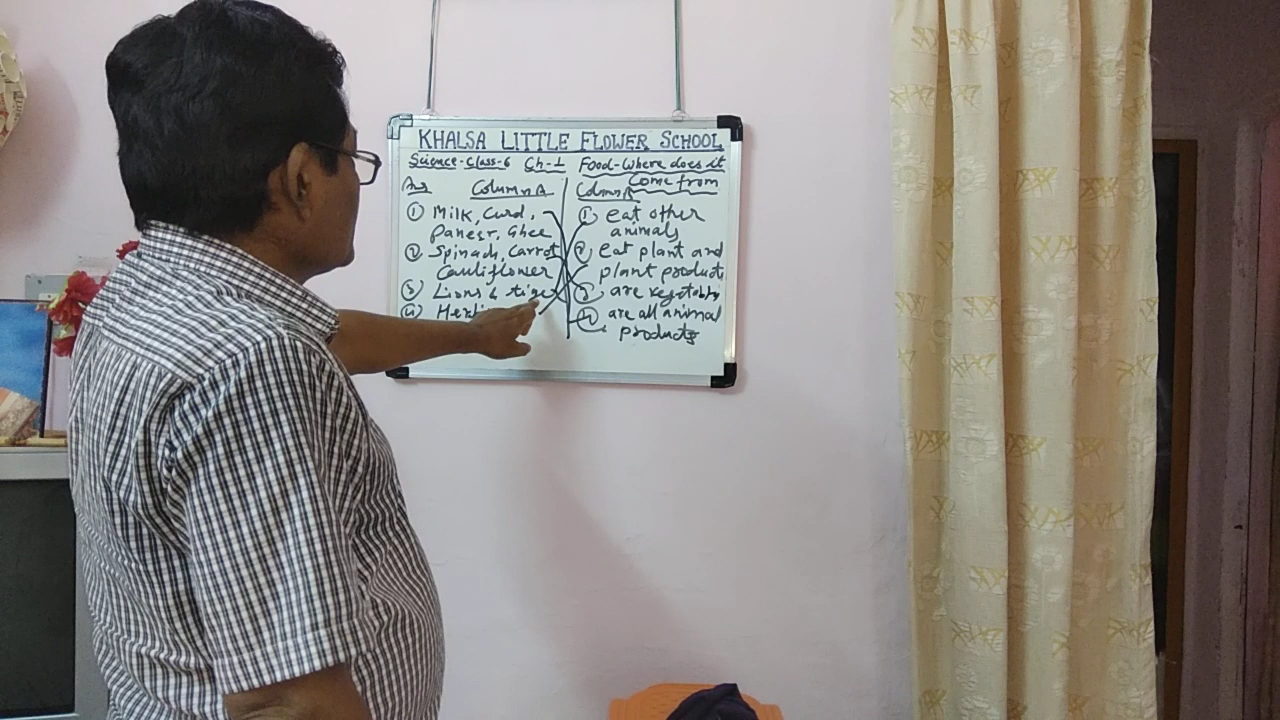 KHALSA LITTLE FLOWER SCHOOL
Science-Class-6 Ch-1 Food-Where does it
Come from
Ans Column A
① Milk, Curd,
Paneer, Ghee
② Spinach, Carrot
Cauliflower
③ Lions &
④
Column B
① eat other
animals
② eat plant and
plant product
③ are vegetables
④ are all animal
products